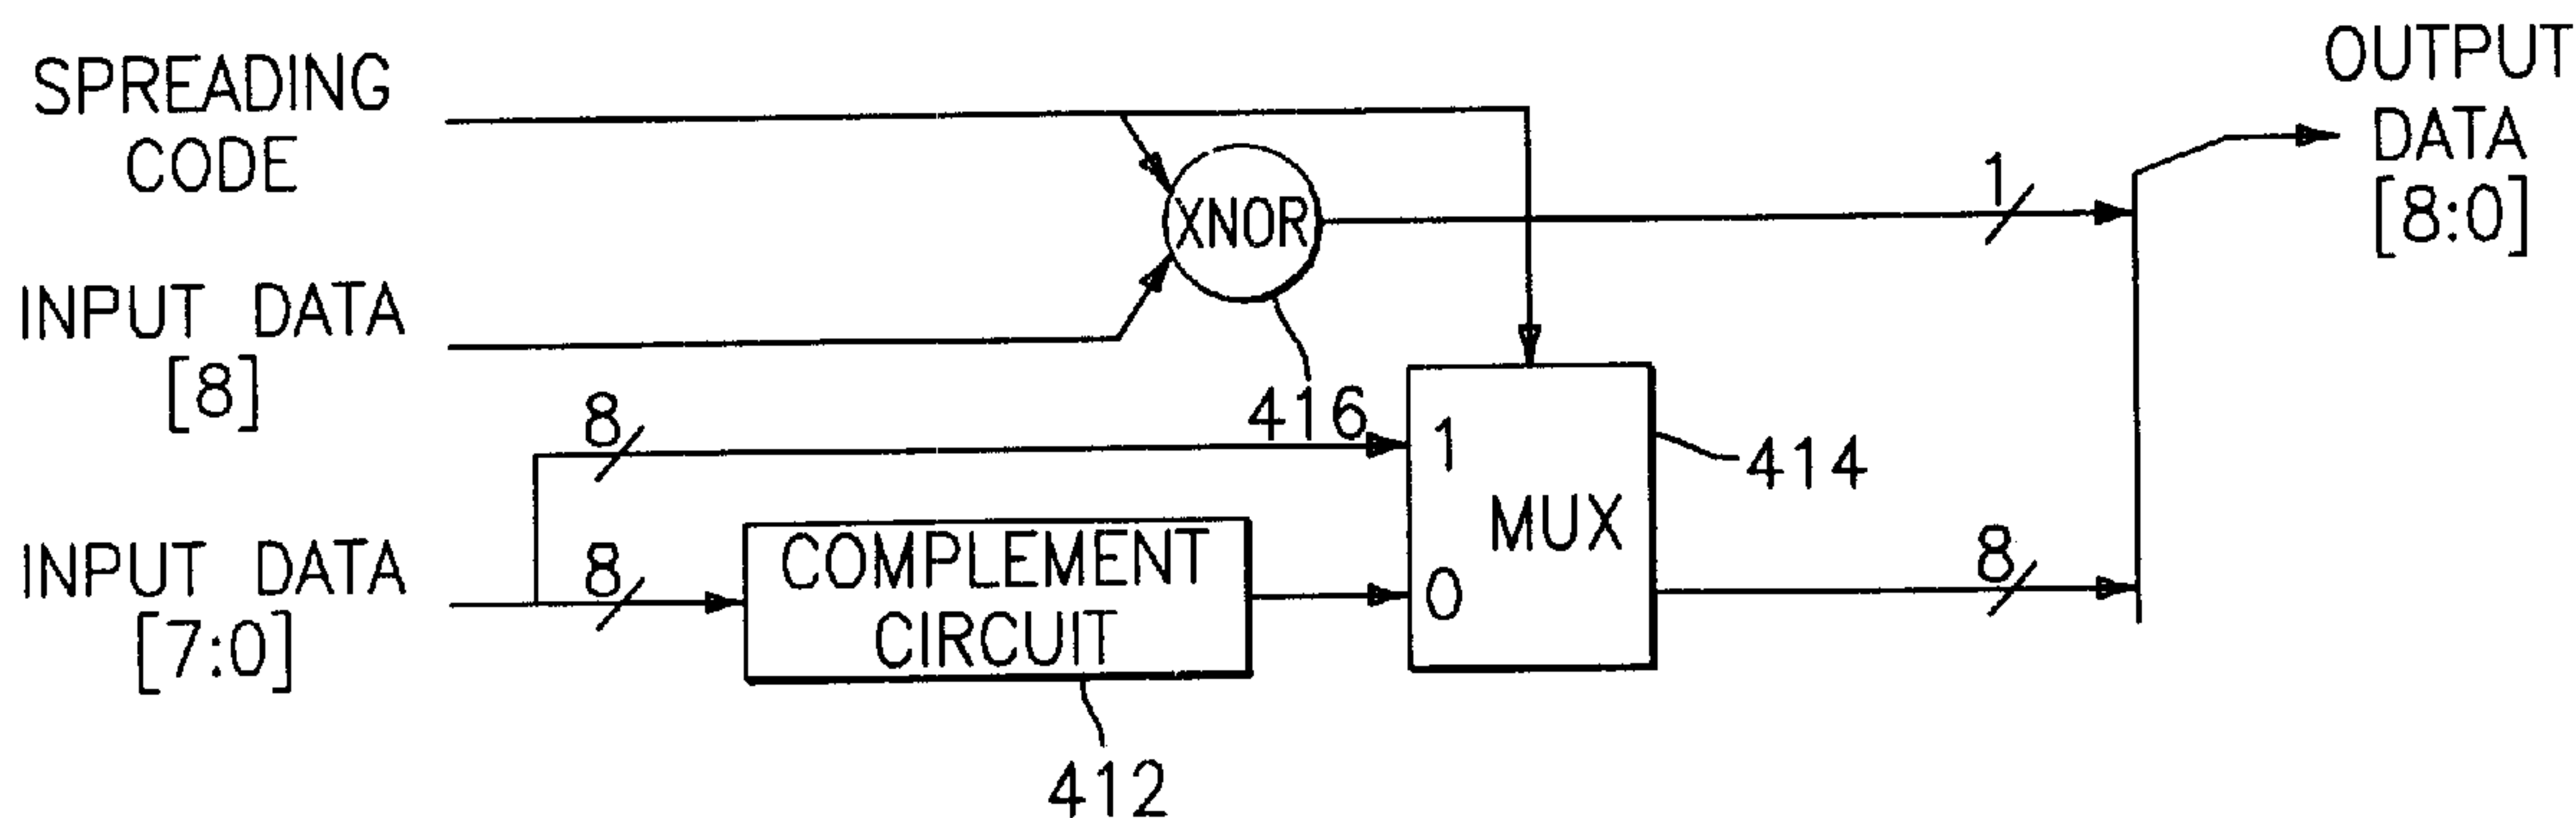 SPREADING
CODE
INPUT DATA
[8]
INPUT DATA
[7:0]
XNOR
416
8
8
COMPLEMENT
CIRCUIT
412
1
0
MUX
414
1
8
OUTPUT
DATA
[8:0]